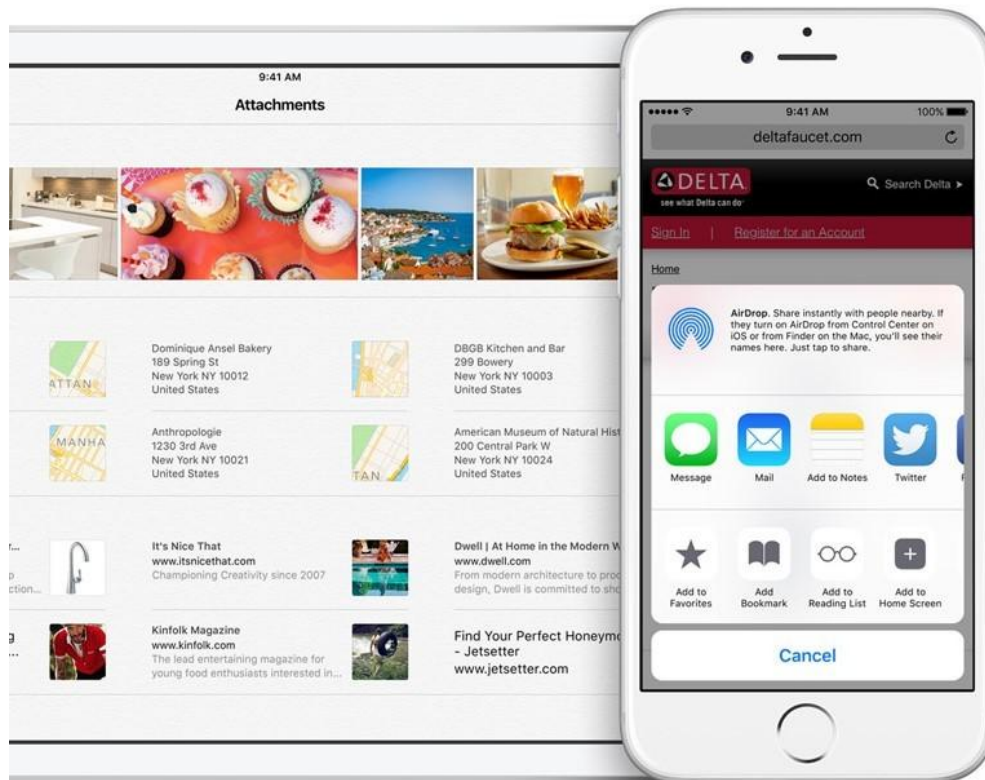 9:41 AM
Attachments
ATTAN
Dominique Ansel Bakery
189 Spring St
New York NY 10012
United States
DBGB Kitchen and Bar
299 Bowery
New York NY 10003
United States
MANHA
Anthropologie
1230 3rd Ave
New York NY 10021
United States
TAN
American Museum of Natural Hist
200 Central Park W
New York NY 10024
United States
r...
p
ction...
It's Nice That
www.itsnicethat.com
Championing Creativity since 2007
Dwell | At Home in the Modern W
www.dwell.com
From modern architecture to prod
design, Dwell is committed to sho
g
...
Kinfolk Magazine
www.kinfolk.com
The lead entertaining magazine for
young food enthusiasts interested in...
Find Your Perfect Honeymo
- Jetsetter
www.jetsetter.com
9:41 AM 100%
deltafaucet.com
DELTA
see what Delta can do
Search Delta
Sign In | Register for an Account
Home
AirDrop. Share instantly with people nearby. If
they turn on AirDrop from Control Center on
iOS or from Finder on the Mac, you'll see their
names here. Just tap to share.
Message Mail Add to Notes Twitter
Add to Favorites
Add Bookmark
Add to Reading List
Add to Home Screen
Cancel